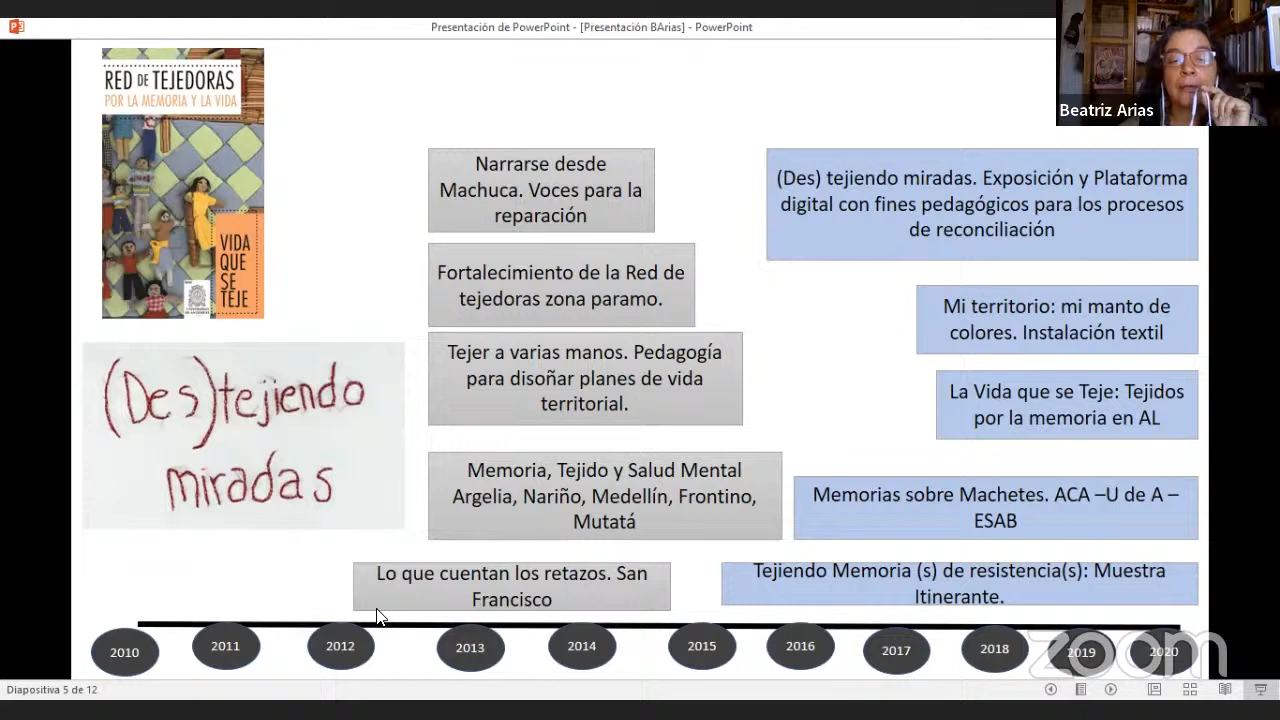 Presentación de PowerPoint - [Presentación BArias] - PowerPoint
Beatriz Arias
RED DE TEJEDORAS
POR LA MEMORIA Y LA VIDA
VIDA
QUE
SE
TEJE
(Des)tejiendo
miradas
Narrarse desde
Machuca. Voces para la
reparación
Fortalecimiento de la Red de
tejedoras zona paramo.
Tejer a varias manos. Pedagogía
para disoñar planes de vida
territorial.
Memoria, Tejido y Salud Mental
Argelia, Nariño, Medellín, Frontino,
Mutatá
Lo que cuentan los retazos. San
Francisco
(Des) tejiendo miradas. Exposición y Plataforma
digital con fines pedagógicos para los procesos
de reconciliación
Mi territorio: mi manto de
colores. Instalación textil
La Vida que se Teje: Tejidos
por la memoria en AL
Memorias sobre Machetes. ACA –U de A –
ESAB
Tejiendo Memoria (s) de resistencia(s): Muestra
Itinerante.
2010 2011 2012 2013 2014 2015 2016 2017 2018 2019 2020
zoom
Diapositiva 5 de 12